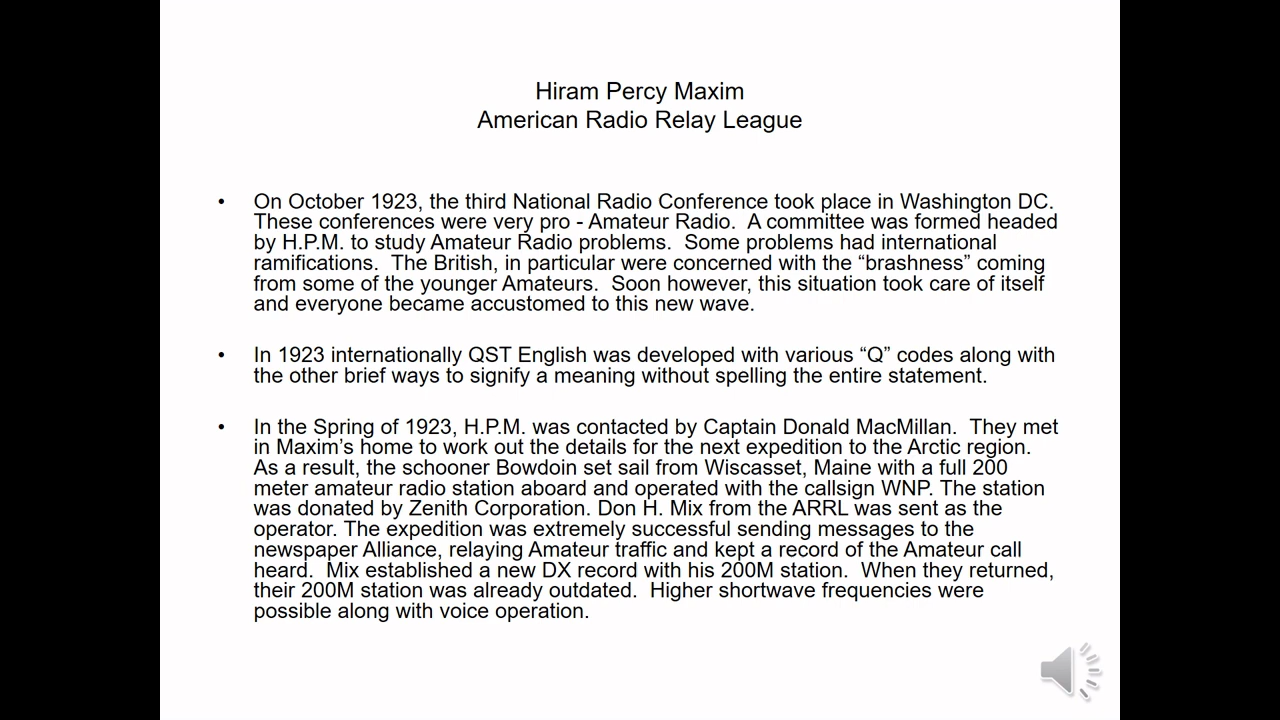 Hiram Percy Maxim
American Radio Relay League
• On October 1923, the third National Radio Conference took place in Washington DC.
These conferences were very pro - Amateur Radio.  A committee was formed headed
by H.P.M. to study Amateur Radio problems.  Some problems had international
ramifications.  The British, in particular were concerned with the “brashness” coming
from some of the younger Amateurs.  Soon however, this situation took care of itself
and everyone became accustomed to this new wave.
• In 1923 internationally QST English was developed with various “Q” codes along with
the other brief ways to signify a meaning without spelling the entire statement.
• In the Spring of 1923, H.P.M. was contacted by Captain Donald MacMillan.  They met
in Maxim’s home to work out the details for the next expedition to the Arctic region.
As a result, the schooner Bowdoin set sail from Wiscasset, Maine with a full 200
meter amateur radio station aboard and operated with the callsign WNP. The station
was donated by Zenith Corporation. Don H. Mix from the ARRL was sent as the
operator. The expedition was extremely successful sending messages to the
newspaper Alliance, relaying Amateur traffic and kept a record of the Amateur call
heard.  Mix established a new DX record with his 200M station.  When they returned,
their 200M station was already outdated.  Higher shortwave frequencies were
possible along with voice operation.